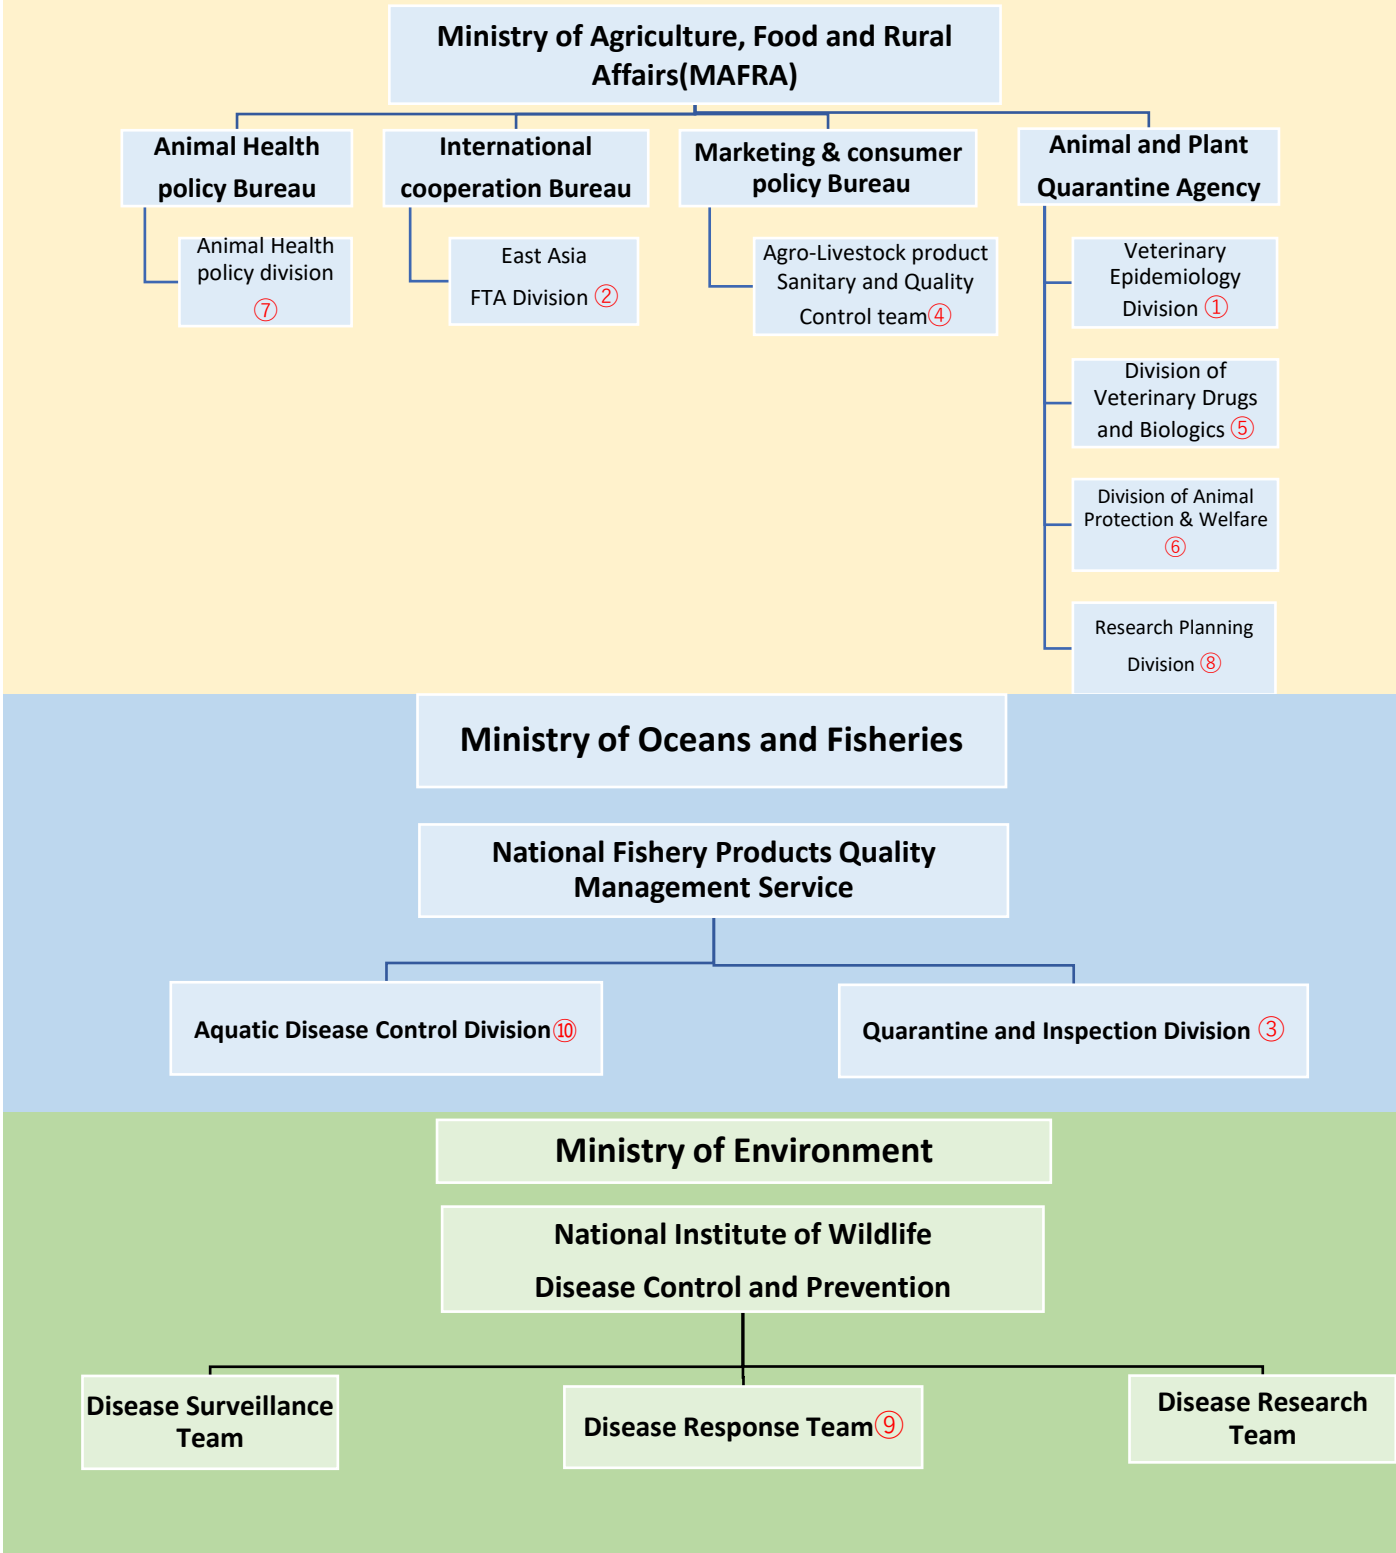 Ministry of Agriculture, Food and Rural
Affairs(MAFRA)
Animal Health
policy Bureau
International
cooperation Bureau
Marketing & consumer
policy Bureau
Animal and Plant
Quarantine Agency
Animal Health
policy division
⑦
East Asia
FTA Division ②
Agro-Livestock product
Sanitary and Quality
Control team④
Veterinary
Epidemiology
Division ①
Division of
Veterinary Drugs
and Biologics ⑤
Division of Animal
Protection & Welfare
⑥
Research Planning
Division ⑧
Ministry of Oceans and Fisheries
National Fishery Products Quality
Management Service
Aquatic Disease Control Division⑩
Quarantine and Inspection Division ③
Ministry of Environment
National Institute of Wildlife
Disease Control and Prevention
Disease Surveillance
Team
Disease Response Team⑨
Disease Research
Team